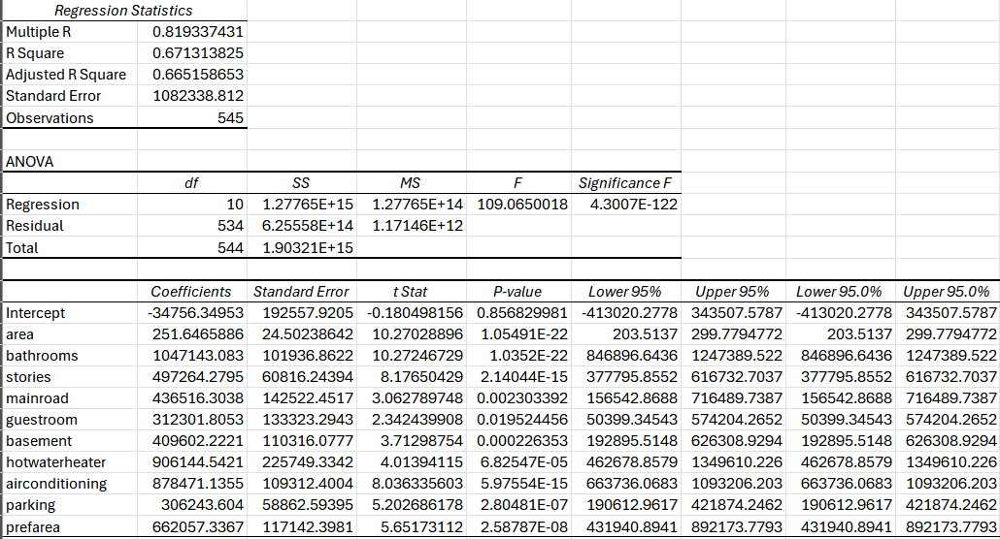 Regression Statistics
Multiple R 0.819337431
R Square 0.671313825
Adjusted R Square 0.665158653
Standard Error 1082338.812
Observations 545
ANOVA
df SS MS F Significance F
Regression 10 1.27765E+15 1.27765E+14 109.0650018 4.3007E-122
Residual 534 6.25558E+14 1.17146E+12
Total 544 1.90321E+15
Coefficients Standard Error t Stat P-value Lower 95% Upper 95% Lower 95.0% Upper 95.0%
Intercept -34756.34953 192557.9205 -0.180498156 0.856829981 -413020.2778 343507.5787 -413020.2778 343507.5787
area 251.6465886 24.50238642 10.27028896 1.05491E-22 203.5137 299.7794772 203.5137 299.7794772
bathrooms 1047143.083 101936.8622 10.27246729 1.0352E-22 846896.6436 1247389.522 846896.6436 1247389.522
stories 497264.2795 60816.24394 8.17650429 2.14044E-15 377795.8552 616732.7037 377795.8552 616732.7037
mainroad 436516.3038 142522.4517 3.062789748 0.002303392 156542.8688 716489.7387 156542.8688 716489.7387
guestroom 312301.8053 133323.2943 2.342439908 0.019524456 50399.34543 574204.2652 50399.34543 574204.2652
basement 409602.2221 110316.0777 3.71298754 0.000226353 192895.5148 626308.9294 192895.5148 626308.9294
hotwaterheater 906144.5421 225749.3342 4.01394115 6.82547E-05 462678.8579 1349610.226 462678.8579 1349610.226
airconditioning 878471.1355 109312.4004 8.036335603 5.97554E-15 663736.0683 1093206.203 663736.0683 1093206.203
parking 306243.604 58862.59395 5.202686178 2.80481E-07 190612.9617 421874.2462 190612.9617 421874.2462
prefarea 662057.3367 117142.3981 5.65173112 2.58787E-08 431940.8941 892173.7793 431940.8941 892173.7793